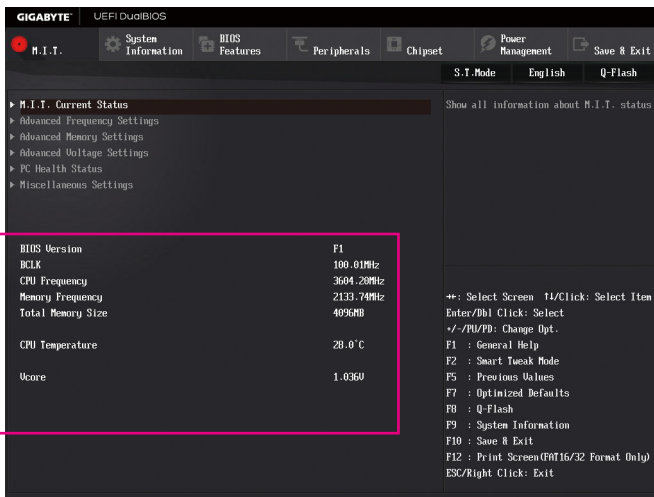 GIGABYTE™ UEFI DualBIOS
M.I.T. System Information BIOS Features Peripherals Chipset Power Management Save & Exit
S.T.Mode English Q-Flash
M.I.T. Current Status
Show all information about M.I.T. status
Advanced Frequency Settings
Advanced Memory Settings
Advanced Voltage Settings
PC Health Status
Miscellaneous Settings
BIOS Version F1
BCLK 100.01MHz
CPU Frequency 3604.20MHz
Memory Frequency 2133.74MHz
Total Memory Size 4096MB
CPU Temperature 28.0°C
Vcore 1.036V
→←: Select Screen ↑↓/Click: Select Item
Enter/Dbl Click: Select
+/-/PU/PD: Change Opt.
F1 : General Help
F2 : Smart Tweak Mode
F5 : Previous Values
F7 : Optimized Defaults
F8 : Q-Flash
F9 : System Information
F10 : Save & Exit
F12 : Print Screen(FAT16/32 Format Only)
ESC/Right Click: Exit